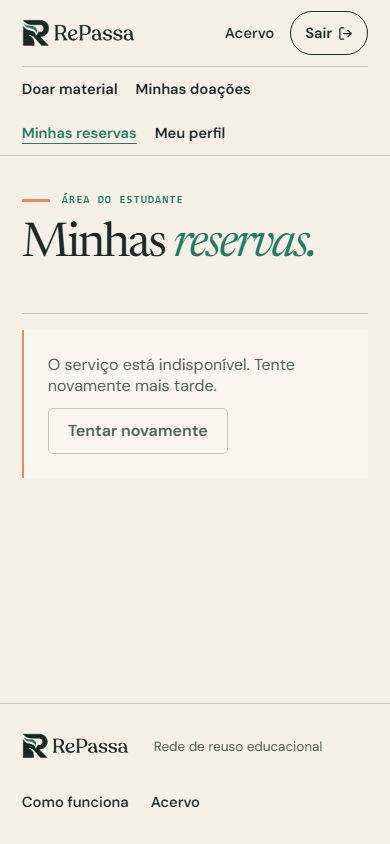 RePassa
Acervo
Sair
Doar material
Minhas doações
Minhas reservas
Meu perfil
ÁREA DO ESTUDANTE
Minhas reservas.
O serviço está indisponível. Tente
novamente mais tarde.
Tentar novamente
RePassa
Rede de reuso educacional
Como funciona
Acervo